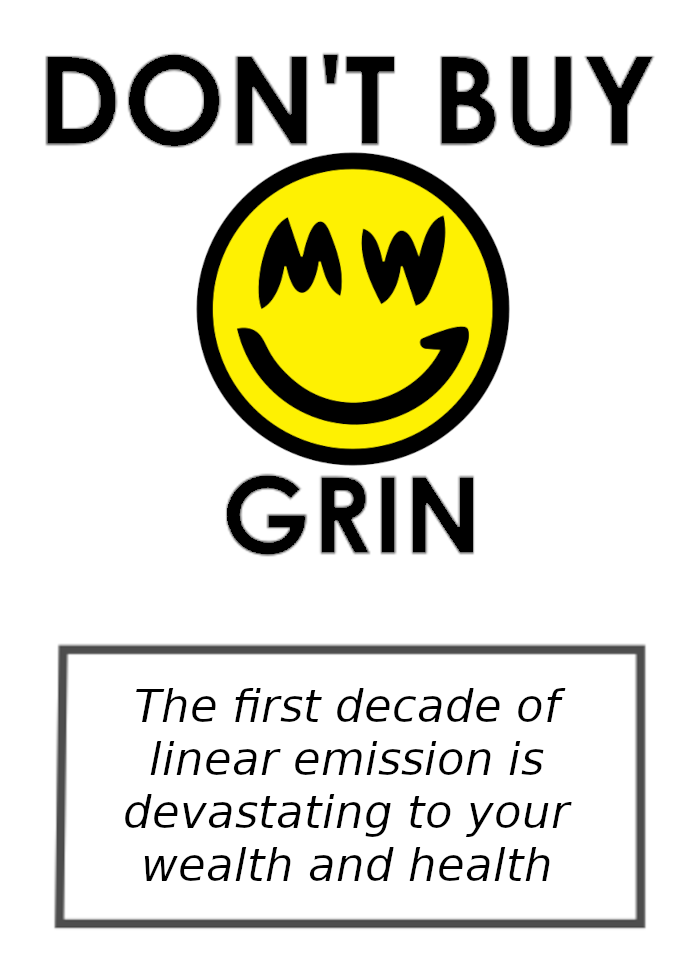 DON'T BUY
MW
GRIN
The first decade of
linear emission is
devastating to your
wealth and health